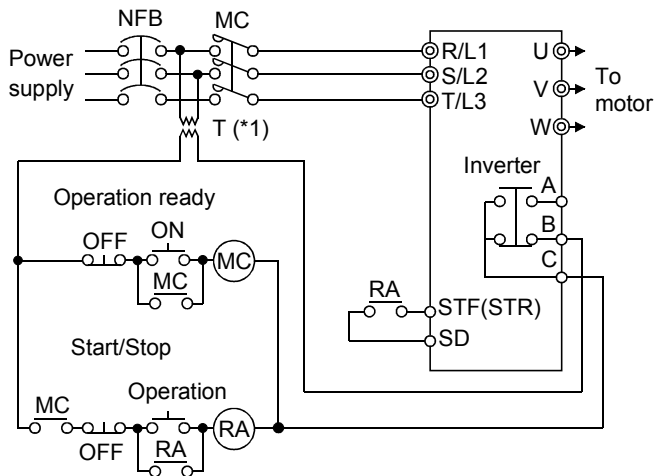 NFB
MC
Power
supply
R/L1
S/L2
T/L3
U
V
W
To
motor
T (*1)
Inverter
A
B
C
Operation ready
OFF
ON
MC
MC
RA
STF(STR)
SD
Start/Stop
Operation
MC
OFF
RA
RA